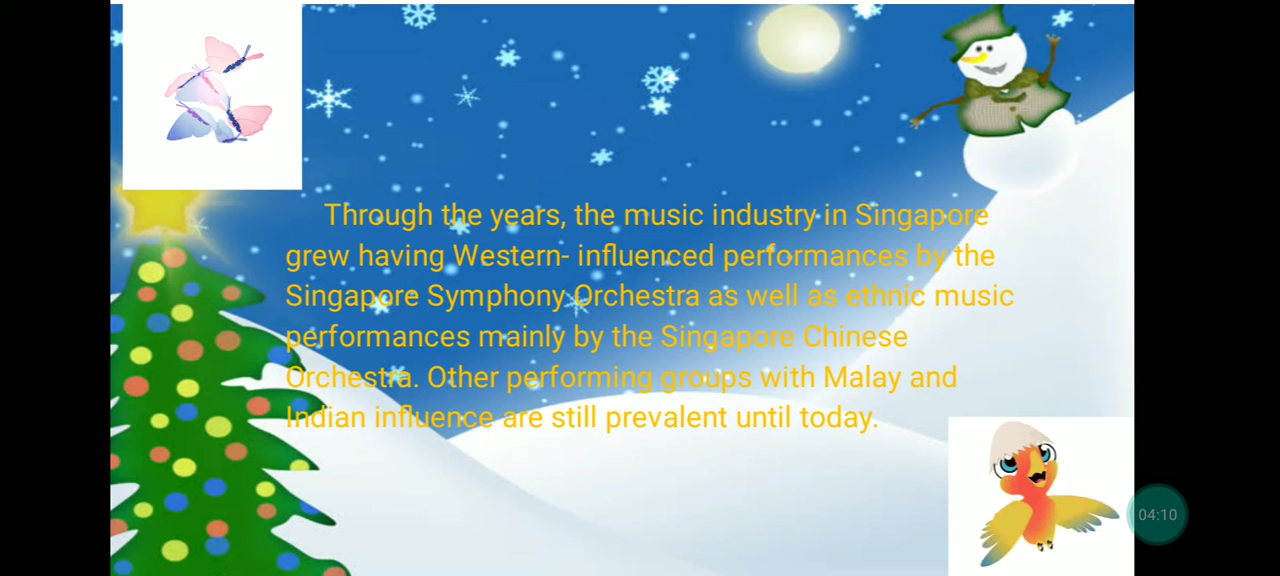 Through the years, the music industry in Singapore
grew having Western- influenced performances by the
Singapore Symphony Orchestra as well as ethnic music
performances mainly by the Singapore Chinese
Orchestra. Other performing groups with Malay and
Indian influence are still prevalent until today.
04:10